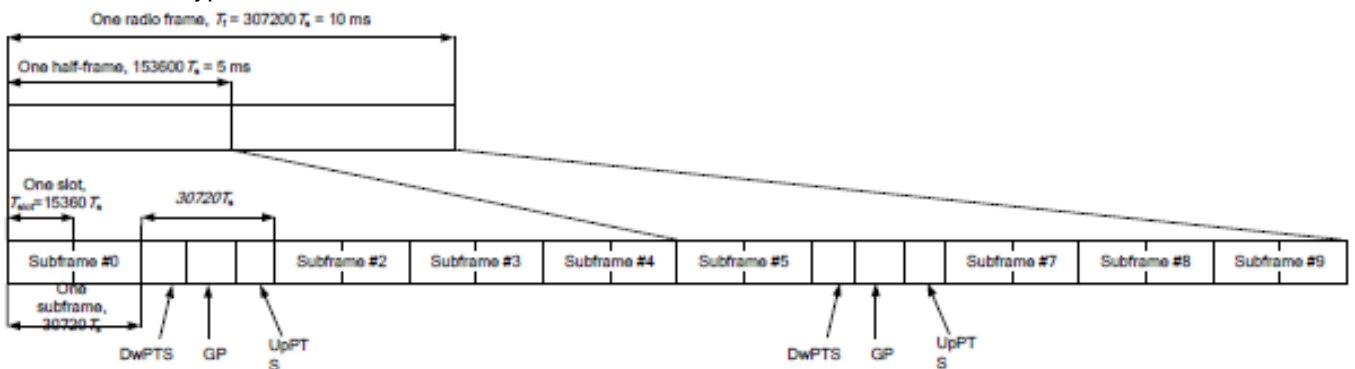 One radio frame, Tf = 307200 Ts = 10 ms
One half-frame, 153600 Ts = 5 ms
One slot,
Tslot=15360 Ts
30720Ts
Subframe #0
Subframe #2
Subframe #3
Subframe #4
Subframe #5
Subframe #7
Subframe #8
Subframe #9
One
subframe,
30720 Ts
DwPTS
GP
UpPT
S
DwPTS
GP
UpPT
S